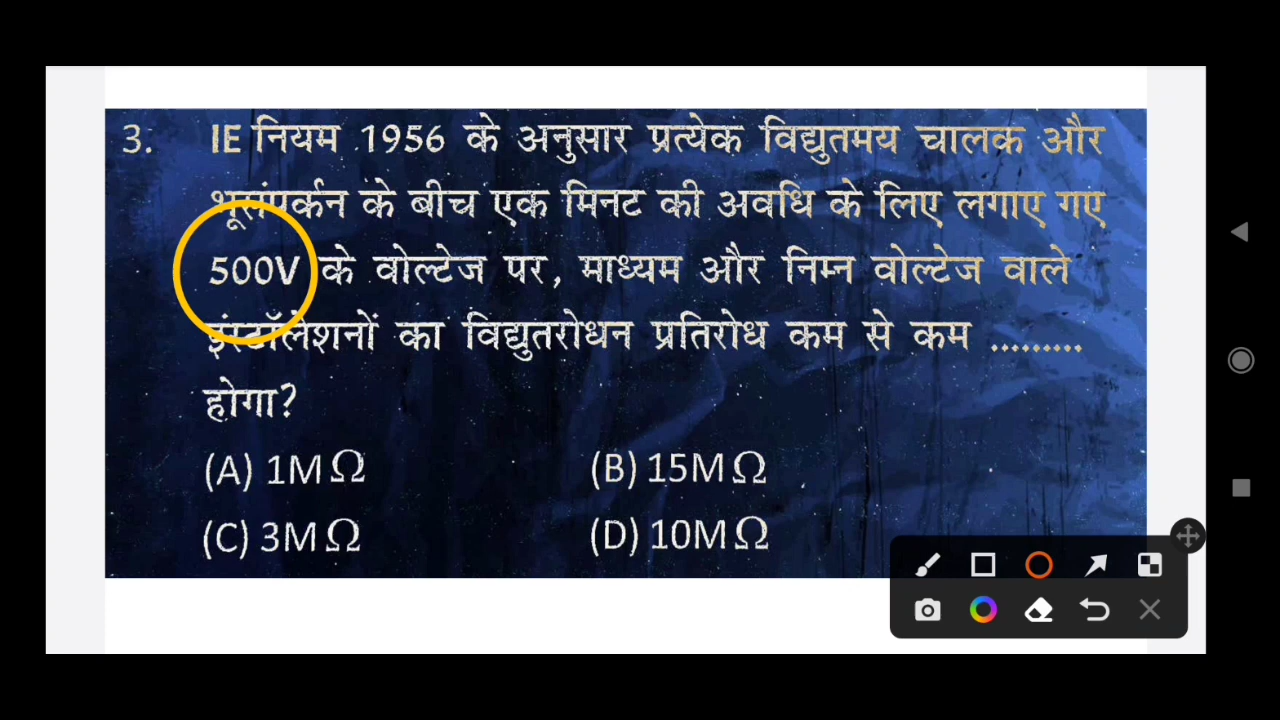 3. IE नियम 1956 के अनुसार प्रत्येक विद्युतमय चालक और
भूसंपर्कन के बीच एक मिनट की अवधि के लिए लगाए गए
500V के वोल्टेज पर, माध्यम और निम्न वोल्टेज वाले
इंस्टॉलेशनों का विद्युतरोधन प्रतिरोध कम से कम .........
होगा?
(A) 1MΩ (B) 15MΩ
(C) 3MΩ (D) 10MΩ